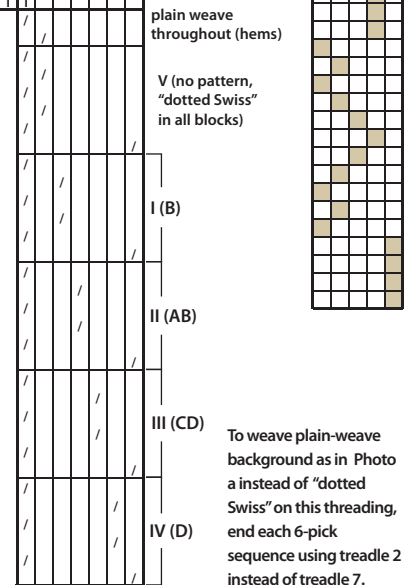 plain weave
throughout (hems)
V (no pattern,
“dotted Swiss”
in all blocks)
I (B)
II (AB)
III (CD)
IV (D)
To weave plain-weave
background as in Photo
a instead of “dotted
Swiss” on this threading,
end each 6-pick
sequence using treadle 2
instead of treadle 7.